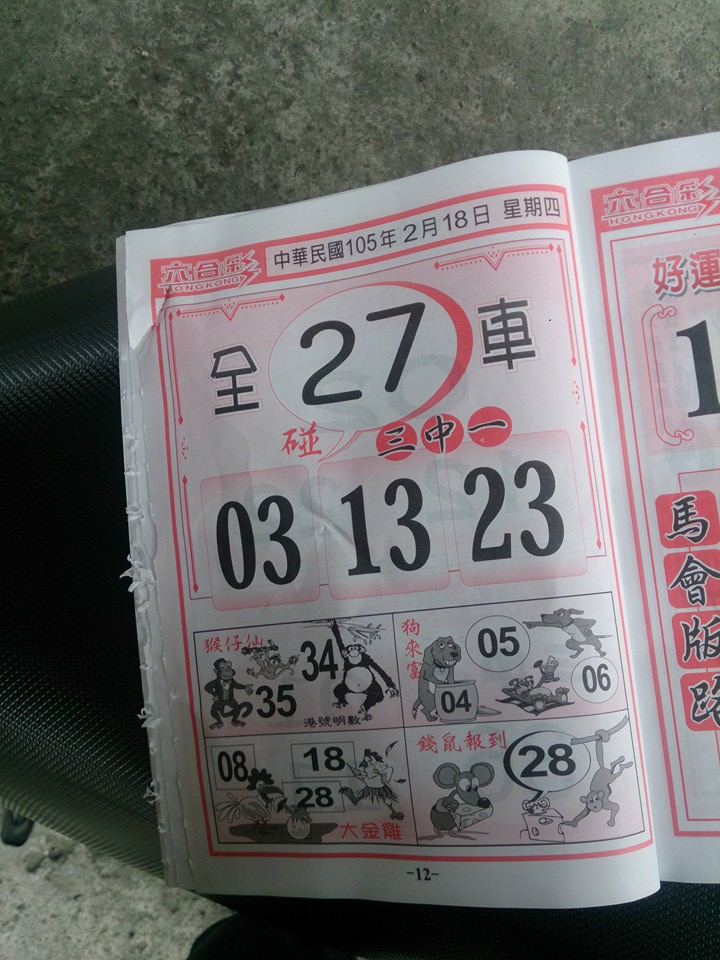 六合彩
HONGKONG
中華民國105年2月18日 星期四
全 27 車
碰 三中一
03 13 23
猴仔仙
34
35
港號明數
狗來富
05
04
06
08
18
28
大金雞
錢鼠報到
28
-12-
六合彩
HONGKONG
好運
1
馬會版路